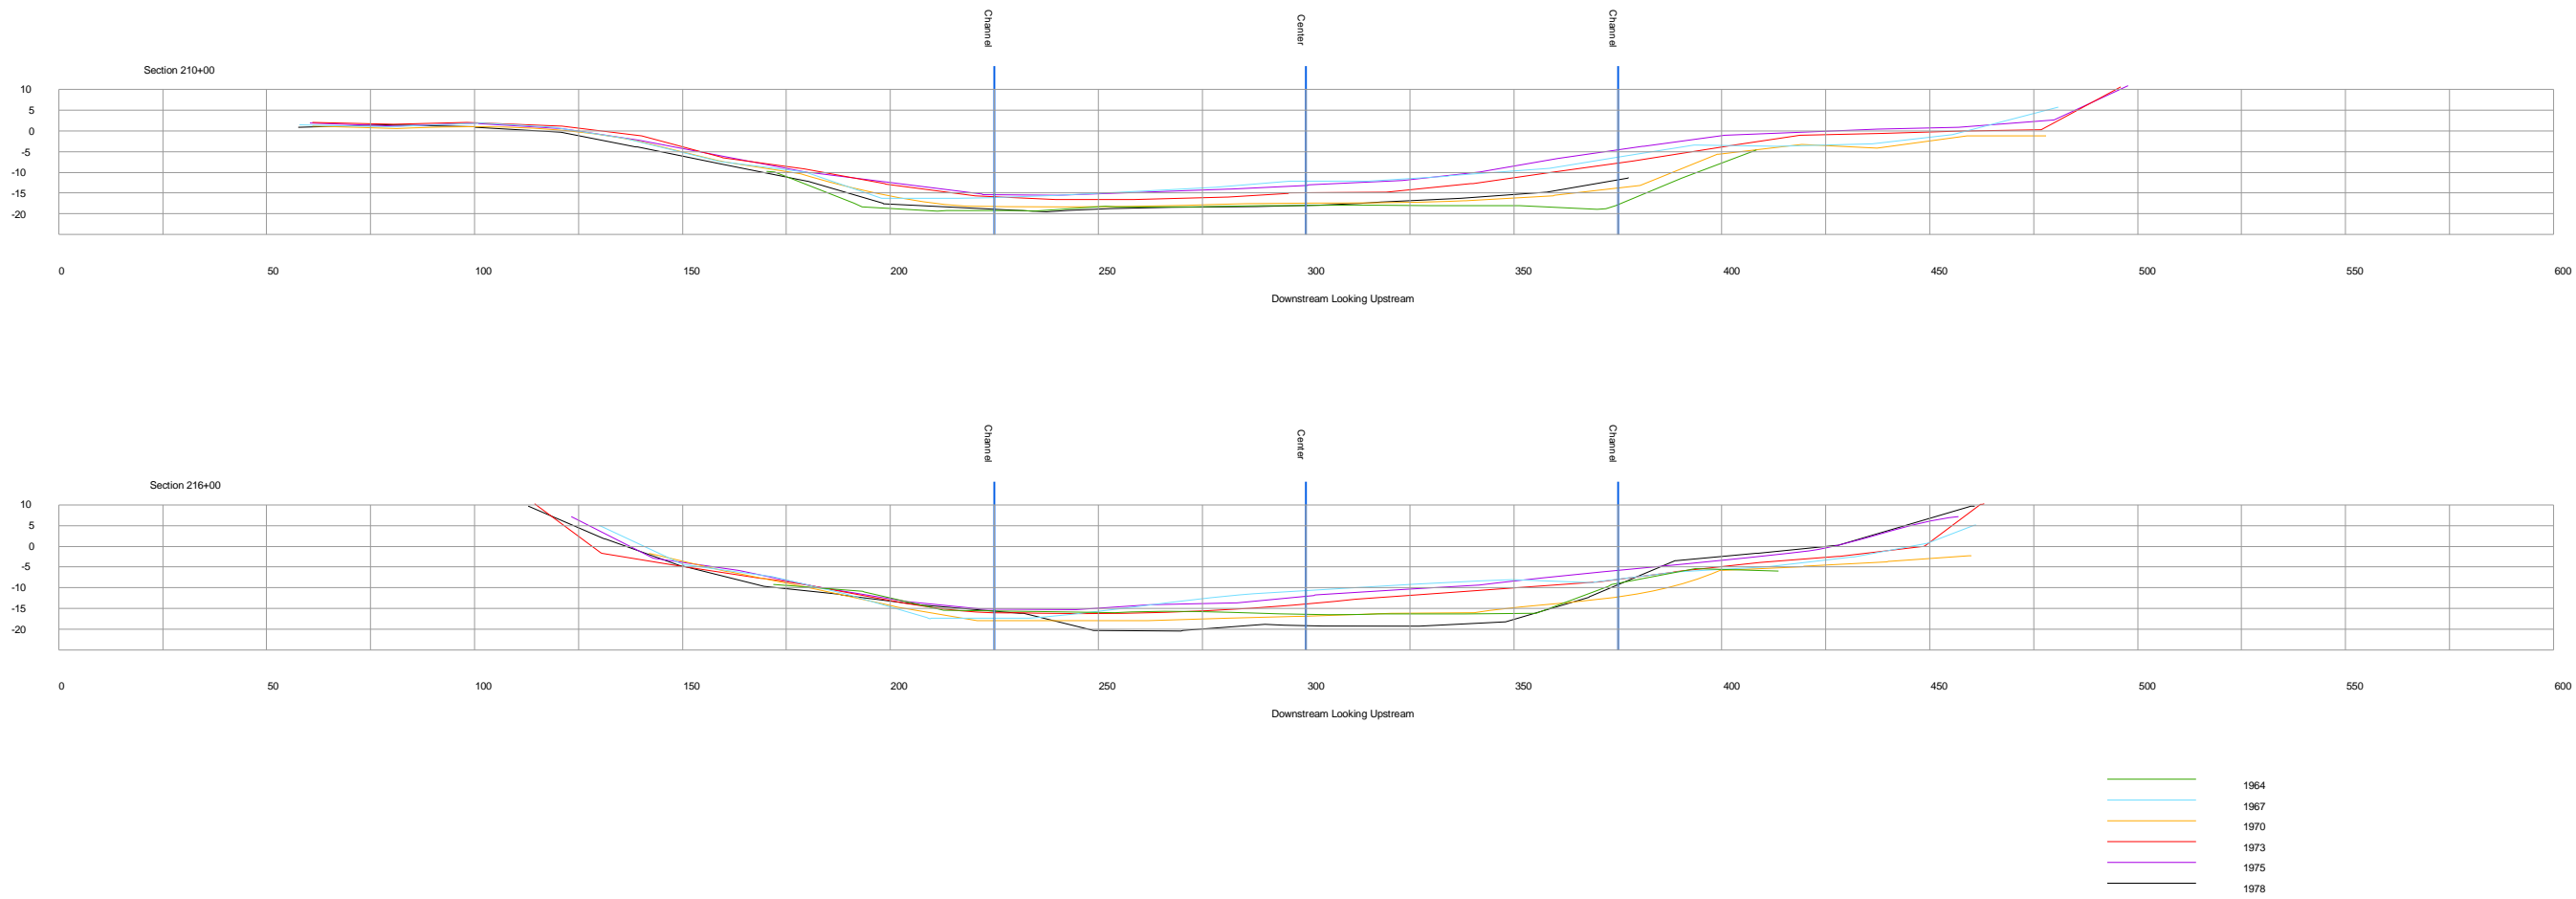 Channel
Center
Channel
Section 210+00
10
5
0
-5
-10
-15
-20
0 50 100 150 200 250 300 350 400 450 500 550 600
Downstream Looking Upstream
Channel
Center
Channel
Section 216+00
10
5
0
-5
-10
-15
-20
0 50 100 150 200 250 300 350 400 450 500 550 600
Downstream Looking Upstream
1964
1967
1970
1973
1975
1978